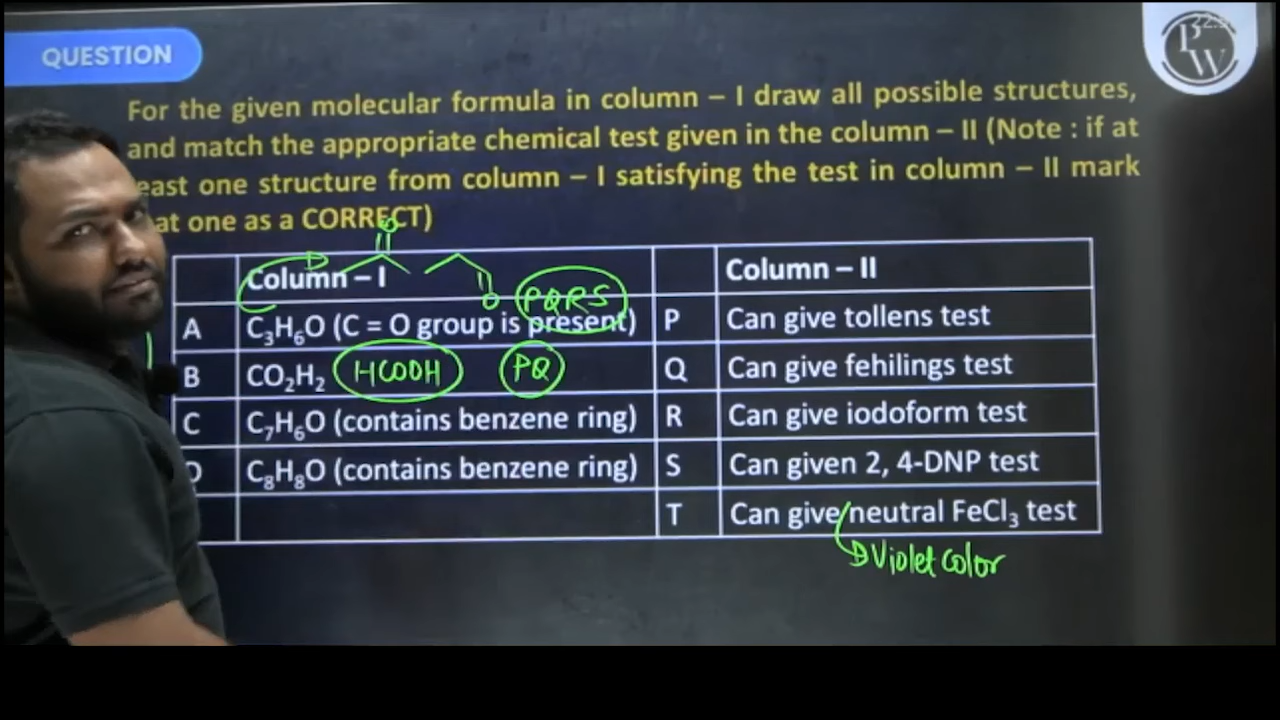 22:5
QUESTION
PW
For the given molecular formula in column – I draw all possible structures,
and match the appropriate chemical test given in the column – II (Note : if at
east one structure from column – I satisfying the test in column – II mark
at one as a CORRECT)
O
Column – I
Column – II
O
PQRS
A C₃H₆O (C = O group is present) P Can give tollens test
B CO₂H₂ HCOOH PQ Q Can give fehilings test
C C₇H₆O (contains benzene ring) R Can give iodoform test
D C₈H₈O (contains benzene ring) S Can given 2, 4-DNP test
T Can give neutral FeCl₃ test
Violet color